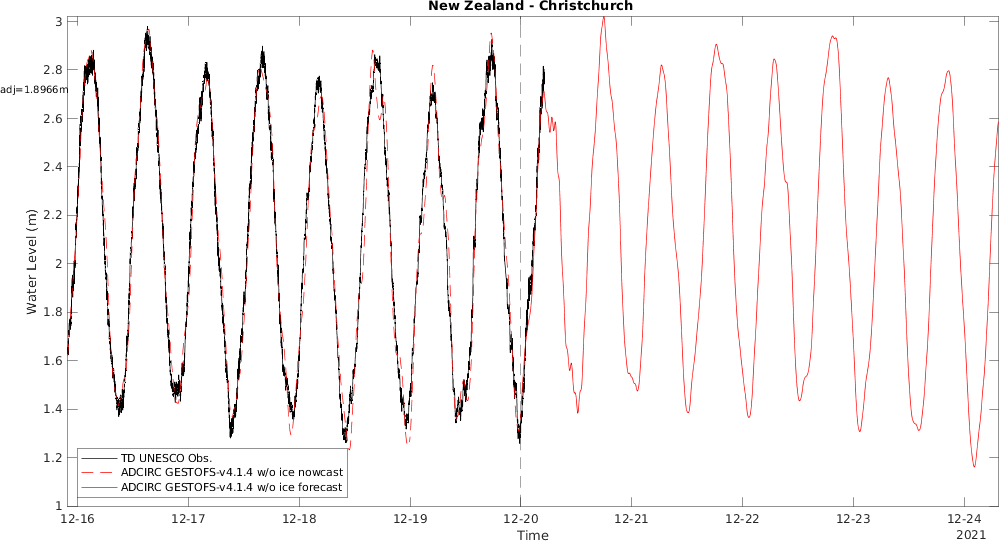 New Zealand - Christchurch
3
2.8
adj=1.8966m
2.6
2.4
2.2
2
1.8
1.6
1.4
1.2
1
Water Level (m)
TD UNESCO Obs.
ADCIRC GESTOFS-v4.1.4 w/o ice nowcast
ADCIRC GESTOFS-v4.1.4 w/o ice forecast
12-16 12-17 12-18 12-19 12-20 12-21 12-22 12-23 12-24
Time
2021